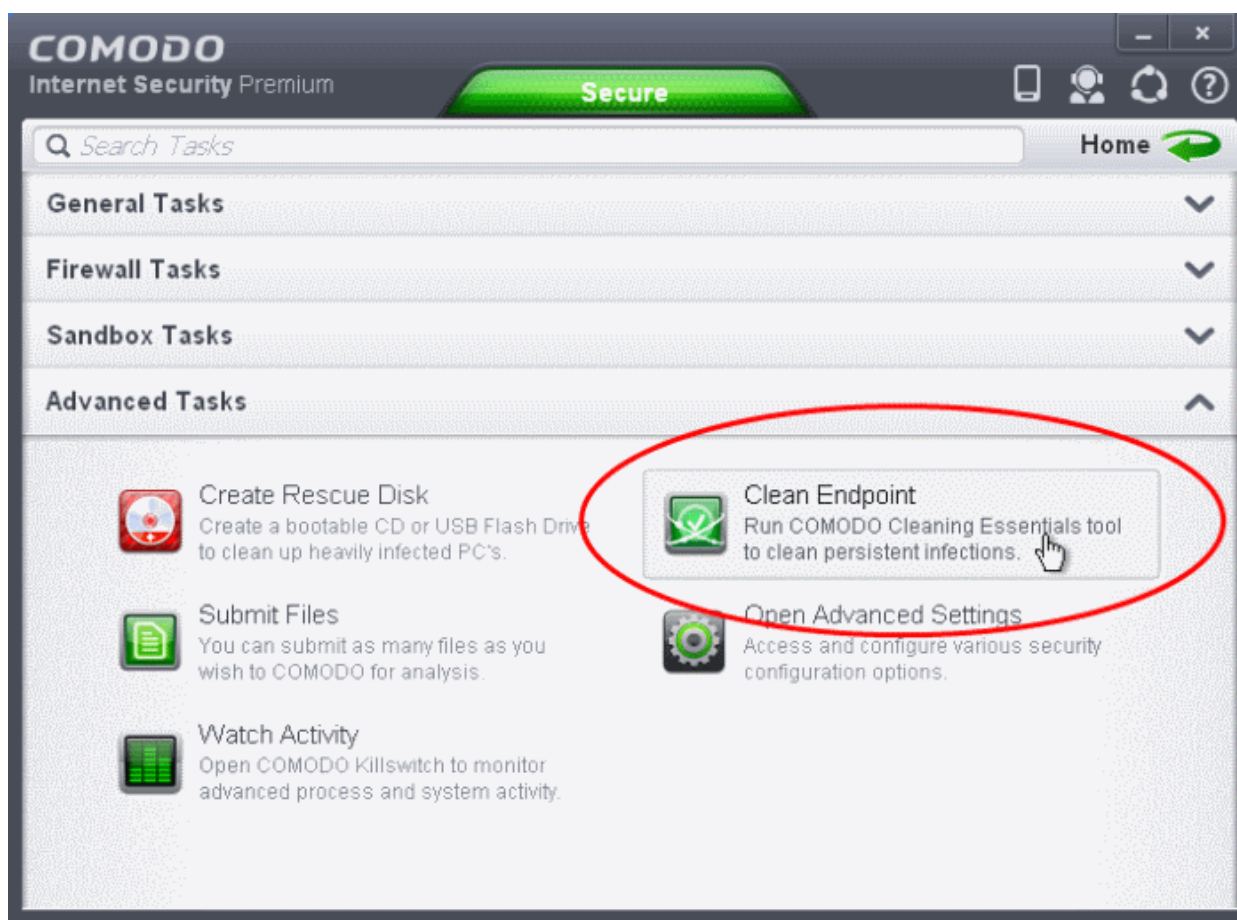 COMODO
Internet Security Premium
Secure
Search Tasks
Home
General Tasks
Firewall Tasks
Sandbox Tasks
Advanced Tasks
Create Rescue Disk
Create a bootable CD or USB Flash Drive
to clean up heavily infected PC's.
Clean Endpoint
Run COMODO Cleaning Essentials tool
to clean persistent infections.
Submit Files
You can submit as many files as you
wish to COMODO for analysis.
Open Advanced Settings
Access and configure various security
configuration options.
Watch Activity
Open COMODO Killswitch to monitor
advanced process and system activity.